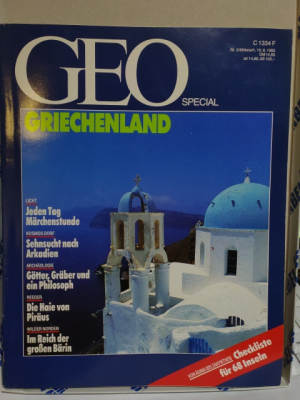 C 1334 F
GEO
SPECIAL
GRIECHENLAND
LICHT
Jeden Tag
Märchenstunde
KOSMOS DORF
Sehnsucht nach
Arkadien
ARCHÄOLOGIE
Götter, Gräber und
ein Philosoph
REEDER
Die Haie von
Piräus
WILDER NORDEN
Im Reich der
großen Bärin
Checkliste
für 68 Inseln